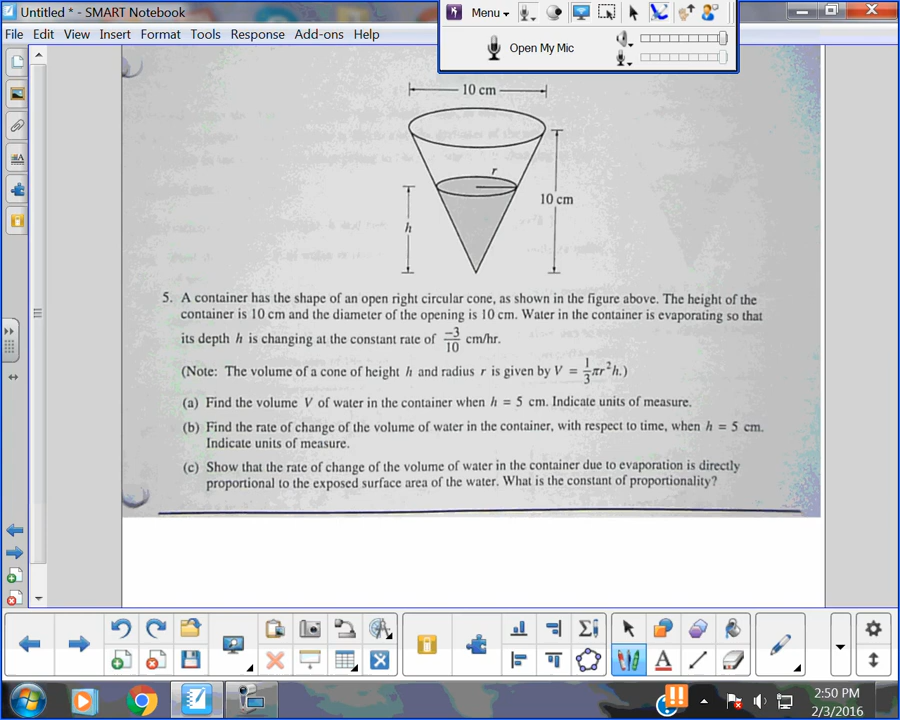 Untitled * - SMART Notebook
Menu
File Edit View Insert Format Tools Response Add-ons Help
Open My Mic
10 cm
r
10 cm
h
5. A container has the shape of an open right circular cone, as shown in the figure above. The height of the
container is 10 cm and the diameter of the opening is 10 cm. Water in the container is evaporating so that
its depth h is changing at the constant rate of -3/10 cm/hr.
(Note: The volume of a cone of height h and radius r is given by V = 1/3 πr²h.)
(a) Find the volume V of water in the container when h = 5 cm. Indicate units of measure.
(b) Find the rate of change of the volume of water in the container, with respect to time, when h = 5 cm.
Indicate units of measure.
(c) Show that the rate of change of the volume of water in the container due to evaporation is directly
proportional to the exposed surface area of the water. What is the constant of proportionality?
2:50 PM
2/3/2016